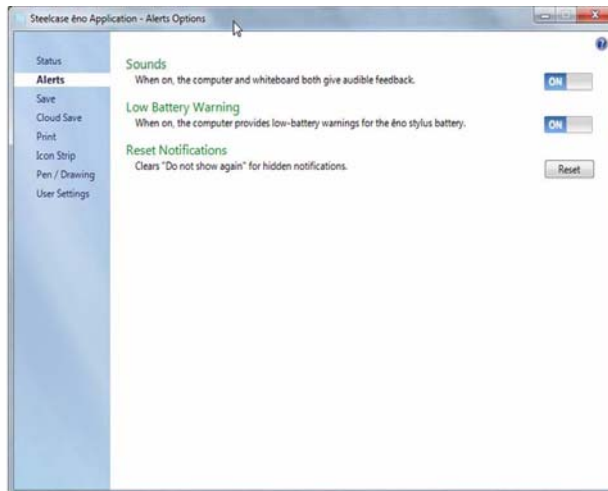 Steelcase ēno Application - Alerts Options
Status
Alerts
Save
Cloud Save
Print
Icon Strip
Pen / Drawing
User Settings
Sounds
When on, the computer and whiteboard both give audible feedback.
ON
Low Battery Warning
When on, the computer provides low-battery warnings for the ēno stylus battery.
ON
Reset Notifications
Clears "Do not show again" for hidden notifications.
Reset